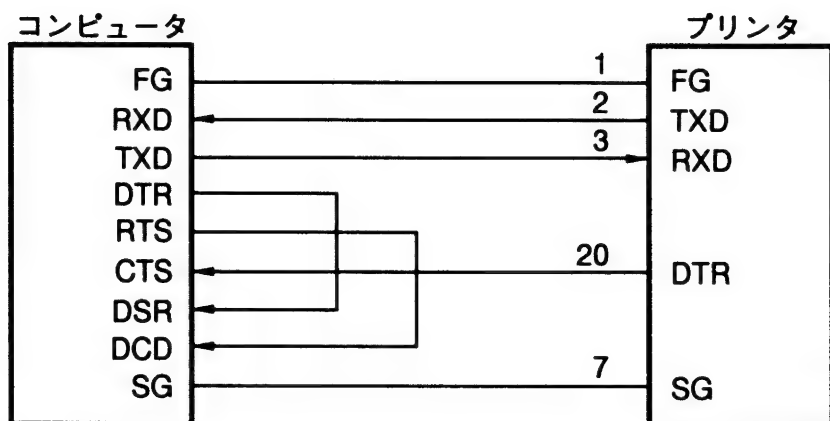 コンピュータ プリンタ
FG 1 FG
RXD 2 TXD
TXD 3 RXD
DTR
RTS
CTS 20 DTR
DSR
DCD
SG 7 SG